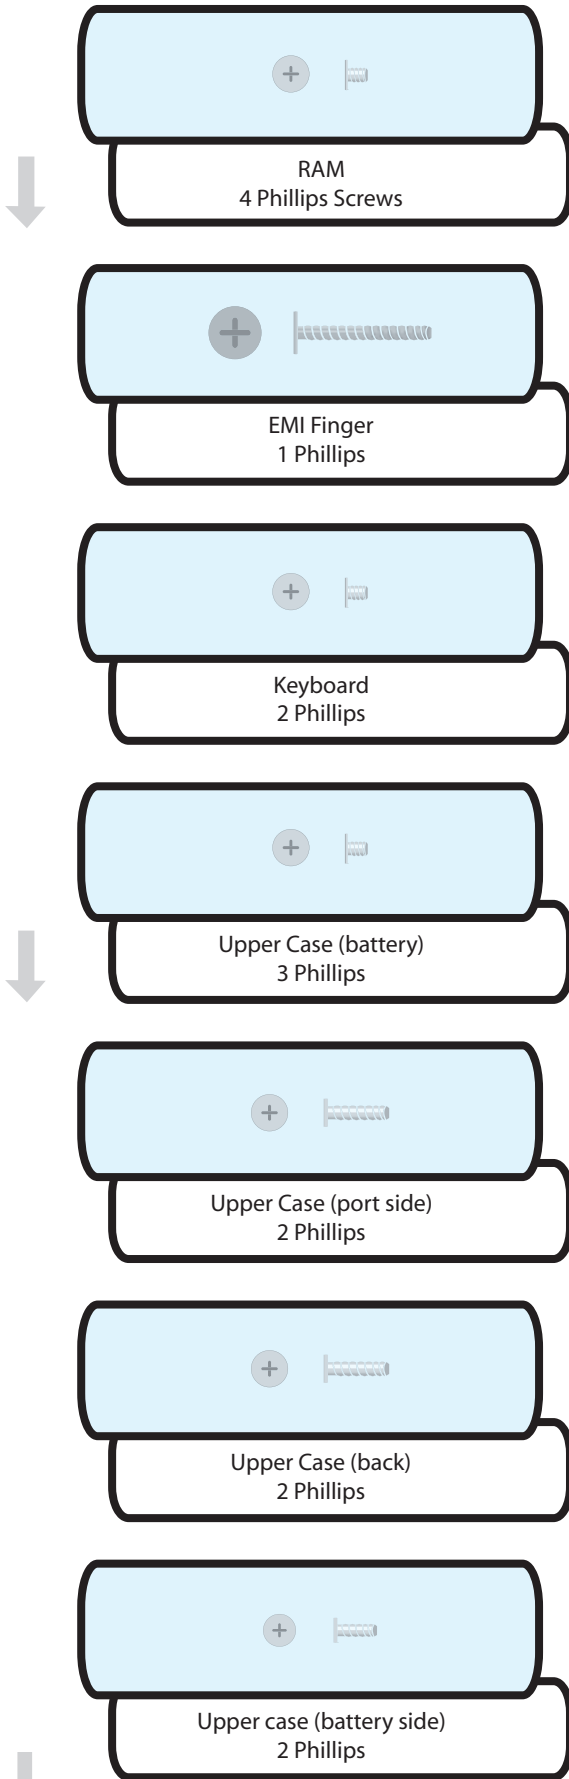 RAM
4 Phillips Screws
EMI Finger
1 Phillips
Keyboard
2 Phillips
Upper Case (battery)
3 Phillips
Upper Case (port side)
2 Phillips
Upper Case (back)
2 Phillips
Upper case (battery side)
2 Phillips